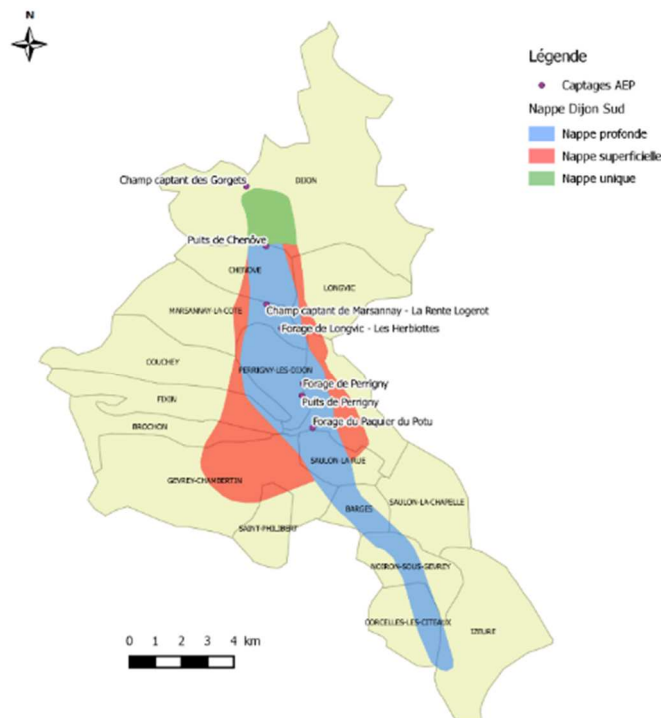 N
Légende
Captages AEP
Nappe Dijon Sud
Nappe profonde
Nappe superficielle
Nappe unique
Champ captant des Gorgets
DIJON
Puits de Chenôve
CHENOVE
LONGVIC
MARSANNAY-LA-COTE
Champ captant de Marsannay - La Rente Logerot
Forage de Longvic - Les Herbiottes
COUCHEY
PERRIGNY-LES-DIJON
Forage de Perrigny
FIXIN
Puits de Perrigny
BROCHON
Forage du Paquier du Potu
SAULON-LA-RUE
GEVREY-CHAMBERTIN
SAULON-LA-CHAPELLE
BARGES
SAINT-PHILIBERT
NOIRON-SOUS-GEVREY
CORCELLES-LES-CITEAUX
IZEURE
0 1 2 3 4 km